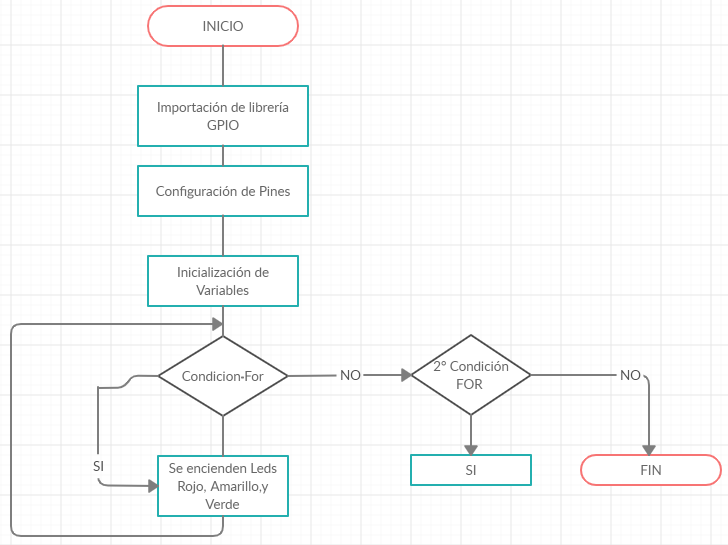 INICIO
Importación de librería
GPIO
Configuración de Pines
Inicialización de
Variables
Condicion-For
NO
2° Condición
FOR
NO
SI
Se encienden Leds
Rojo, Amarillo,y
Verde
SI
FIN